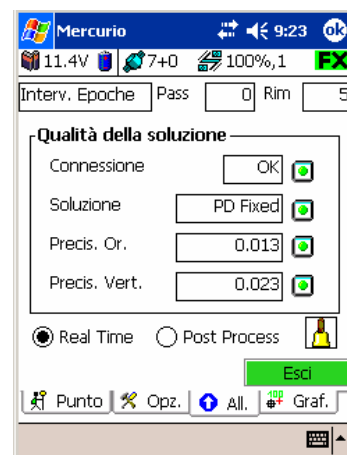 Mercurio 9:23 ok
11.4V 7+0 100%,1 FX
Interv. Epoche Pass 0 Rim 5
Qualità della soluzione
Connessione OK
Soluzione PD Fixed
Precis. Or. 0.013
Precis. Vert. 0.023
Real Time Post Process
Esci
Punto Opz. All. Graf.